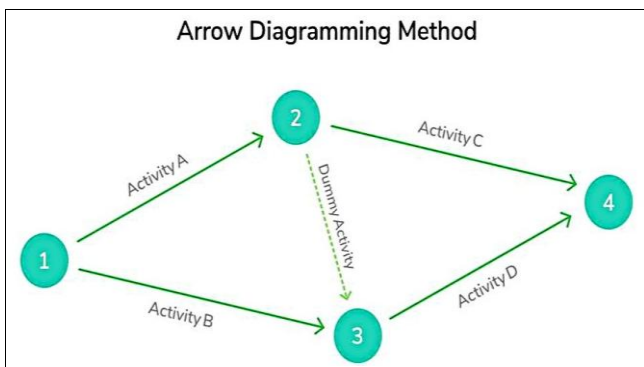 Arrow Diagramming Method
2
Activity C
Activity A
Dummy Activity
4
1
Activity B
Activity D
3